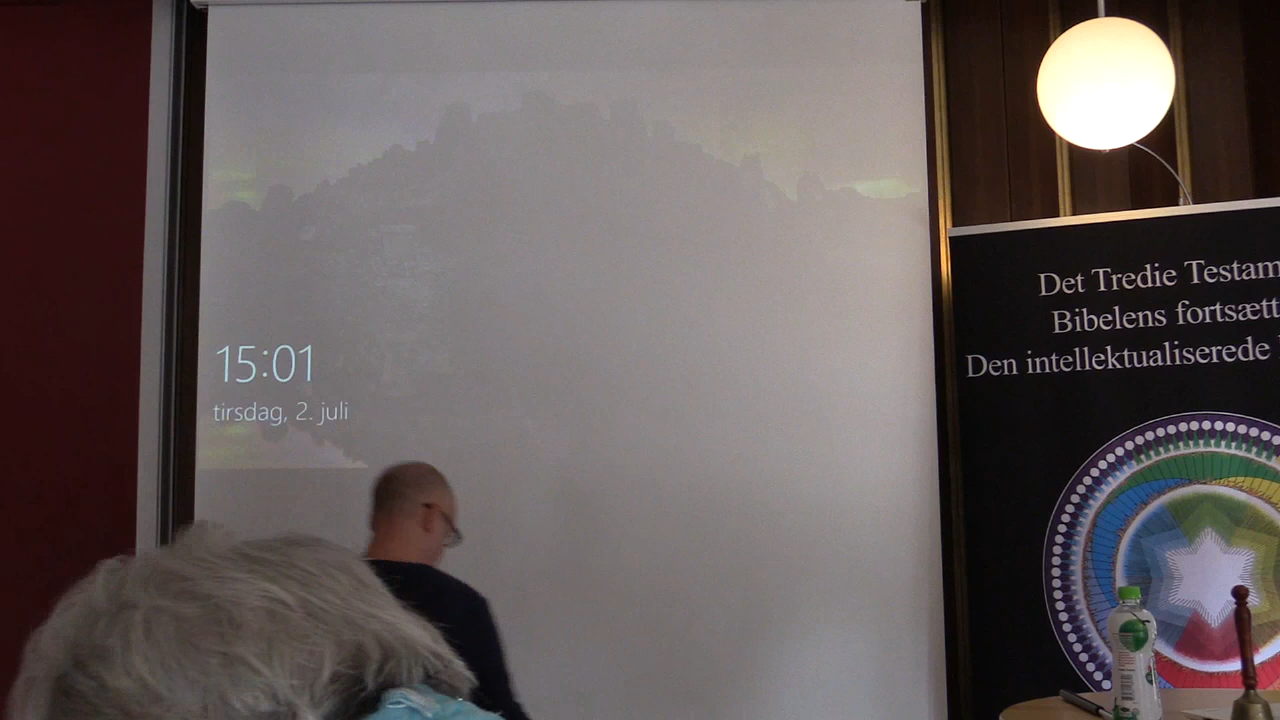 15:01
tirsdag, 2. juli
Det Tredie Testam
Bibelens fortsætt
Den intellektualiserede